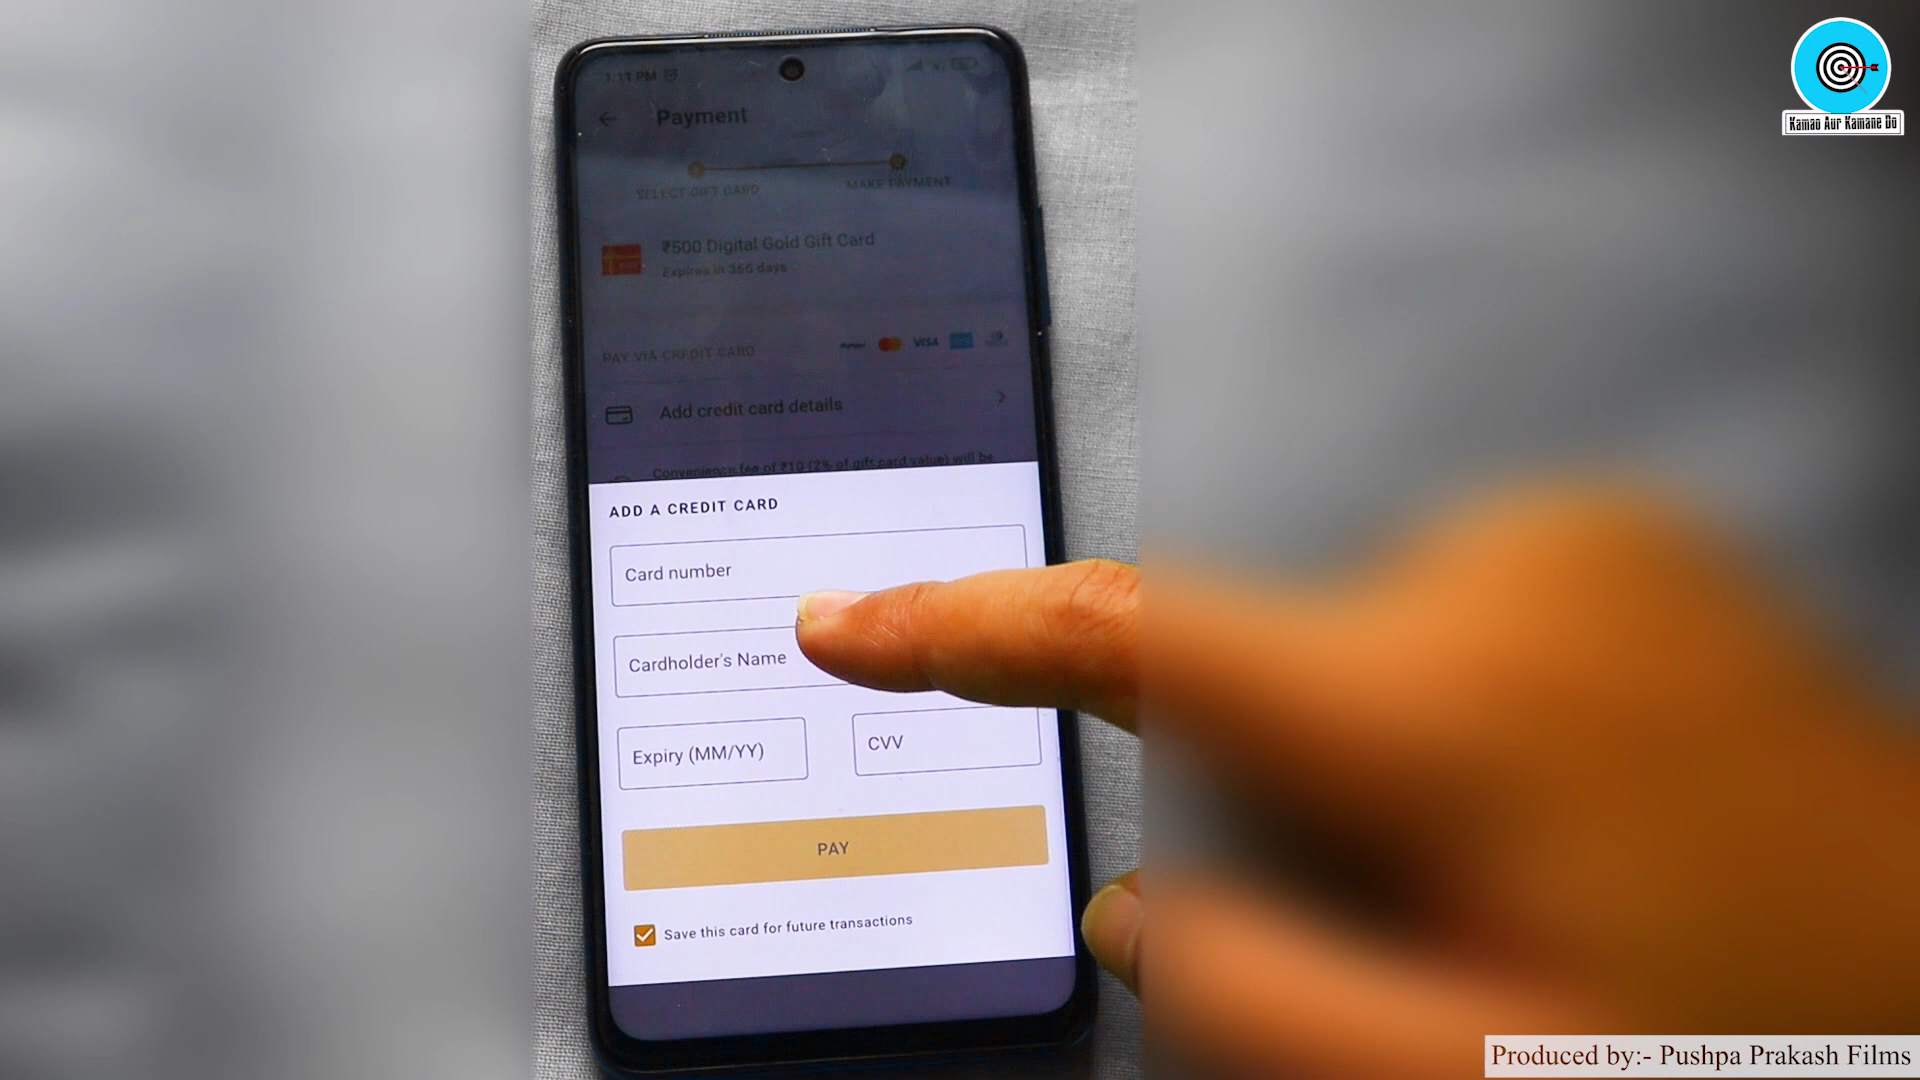 Kamao Aur Kamane Do
1:11 PM
Payment
SELECT GIFT CARD
MAKE PAYMENT
₹500 Digital Gold Gift Card
Expires in 365 days
PAY VIA CREDIT CARD
VISA
Add credit card details
Convenience fee of ₹10 (2% of gift card value) will be
ADD A CREDIT CARD
Card number
Cardholder's Name
Expiry (MM/YY)
CVV
PAY
Save this card for future transactions
Produced by:- Pushpa Prakash Films